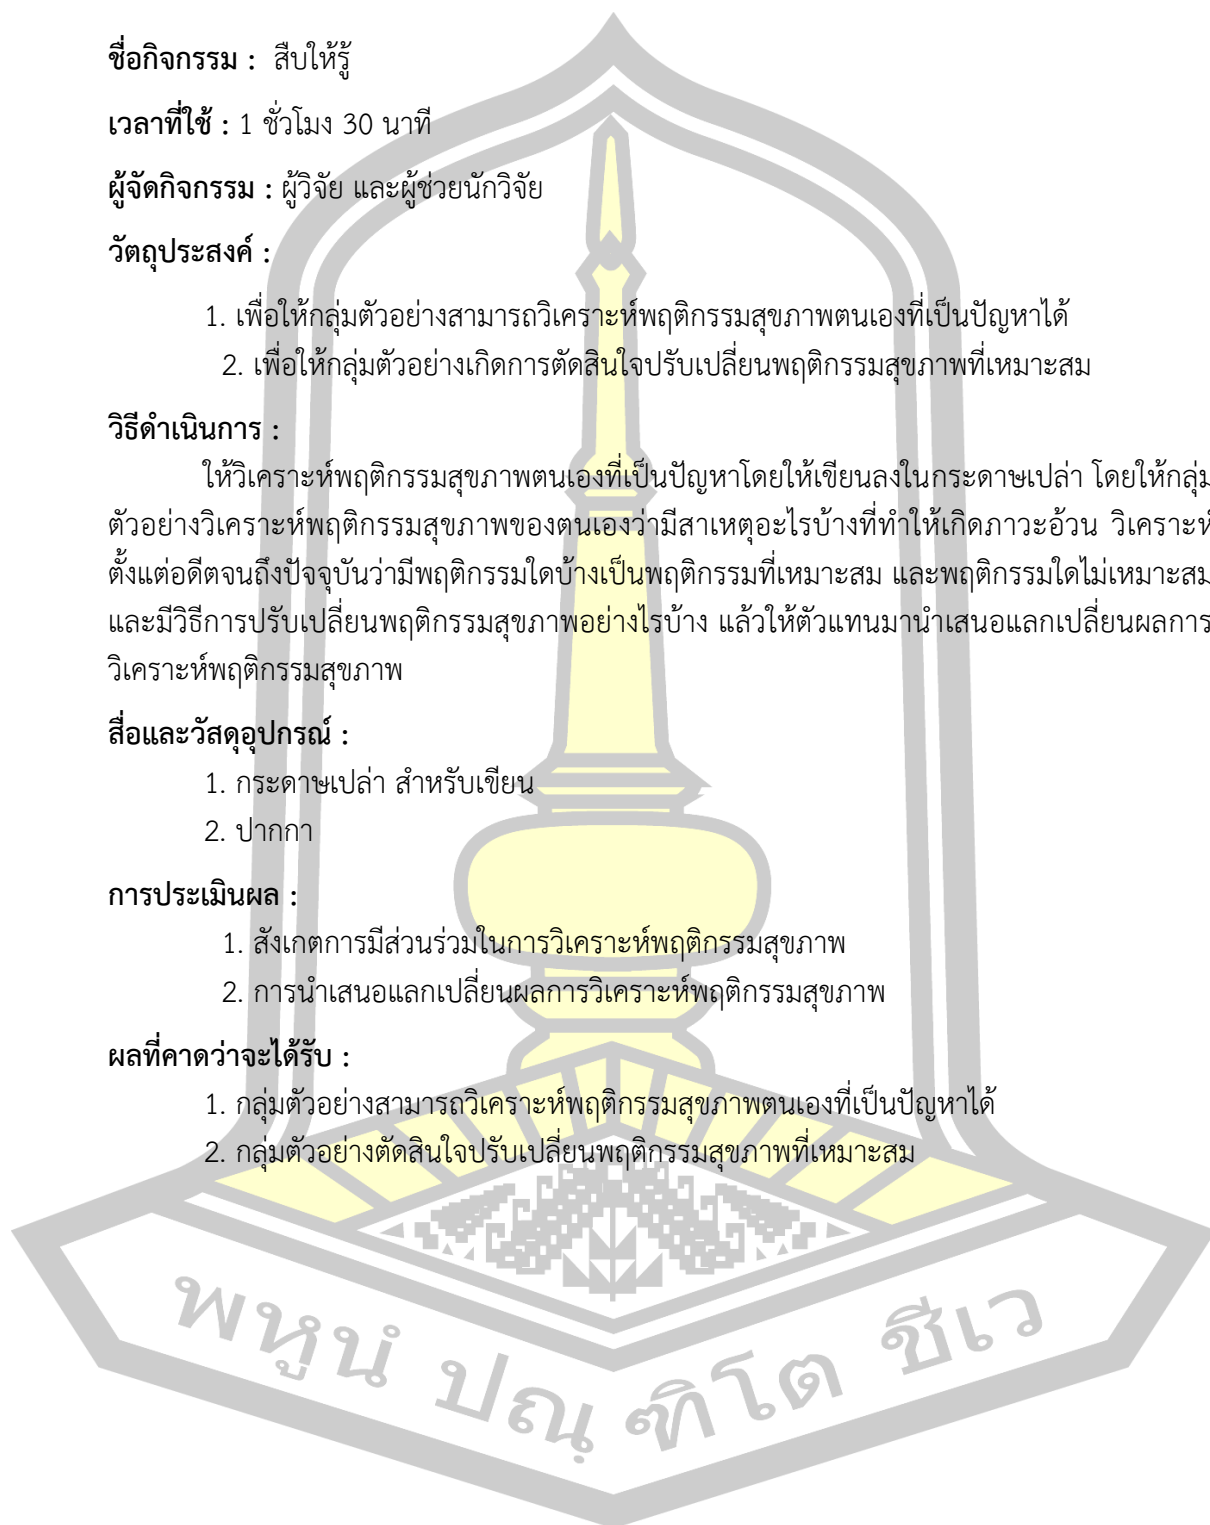 ชื่อกิจกรรม : สืบให้รู้
เวลาที่ใช้ : 1 ชั่วโมง 30 นาที
ผู้จัดกิจกรรม : ผู้วิจัย และผู้ช่วยนักวิจัย
วัตถุประสงค์ :
1. เพื่อให้กลุ่มตัวอย่างสามารถวิเคราะห์พฤติกรรมสุขภาพตนเองที่เป็นปัญหาได้
2. เพื่อให้กลุ่มตัวอย่างเกิดการตัดสินใจปรับเปลี่ยนพฤติกรรมสุขภาพที่เหมาะสม
วิธีดำเนินการ :
ให้วิเคราะห์พฤติกรรมสุขภาพตนเองที่เป็นปัญหาโดยให้เขียนลงในกระดาษเปล่า โดยให้กลุ่ม
ตัวอย่างวิเคราะห์พฤติกรรมสุขภาพของตนเองว่ามีสาเหตุอะไรบ้างที่ทำให้เกิดภาวะอ้วน วิเคราะห์
ตั้งแต่อดีตจนถึงปัจจุบันว่ามีพฤติกรรมใดบ้างเป็นพฤติกรรมที่เหมาะสม และพฤติกรรมใดไม่เหมาะสม
และมีวิธีการปรับเปลี่ยนพฤติกรรมสุขภาพอย่างไรบ้าง แล้วให้ตัวแทนมานำเสนอแลกเปลี่ยนผลการ
วิเคราะห์พฤติกรรมสุขภาพ
สื่อและวัสดุอุปกรณ์ :
1. กระดาษเปล่า สำหรับเขียน
2. ปากกา
การประเมินผล :
1. สังเกตการมีส่วนร่วมในการวิเคราะห์พฤติกรรมสุขภาพ
2. การนำเสนอแลกเปลี่ยนผลการวิเคราะห์พฤติกรรมสุขภาพ
ผลที่คาดว่าจะได้รับ :
1. กลุ่มตัวอย่างสามารถวิเคราะห์พฤติกรรมสุขภาพตนเองที่เป็นปัญหาได้
2. กลุ่มตัวอย่างตัดสินใจปรับเปลี่ยนพฤติกรรมสุขภาพที่เหมาะสม
พหูนํ ปณฺฑิโต ชีเว